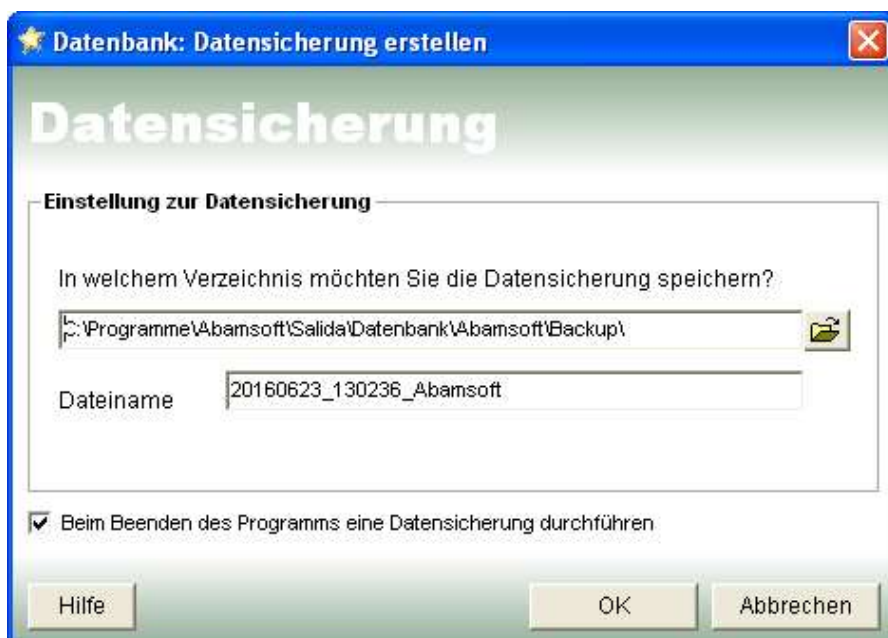 Datenbank: Datensicherung erstellen
Datensicherung
Einstellung zur Datensicherung
In welchem Verzeichnis möchten Sie die Datensicherung speichern?
C:\Programme\Abamsoft\Salida\Datenbank\Abamsoft\Backup\
Dateiname
20160623_130236_Abamsoft
Beim Beenden des Programms eine Datensicherung durchführen
Hilfe
OK
Abbrechen